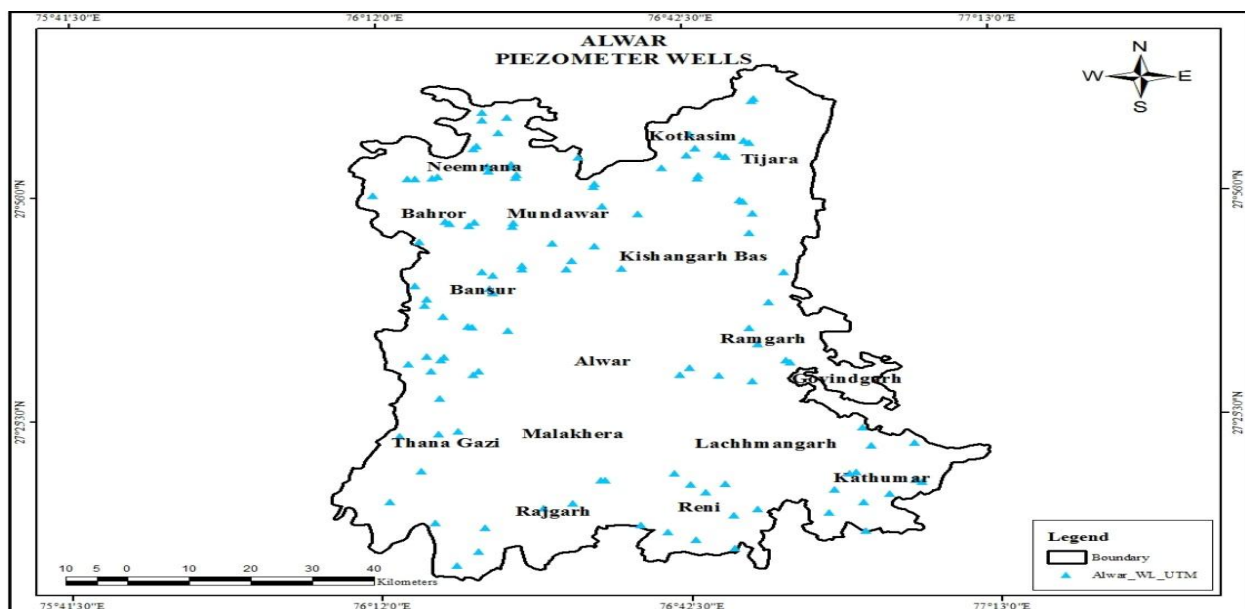 75°41'30"E 76°12'0"E 76°42'30"E 77°13'0"E
ALWAR
PIEZOMETER WELLS
N
W E
S
Kotkasim
Tijara
Neemrana
27°58'0"N
27°58'0"N
Bahror
Mundawar
Kishangarh Bas
Bansur
Ramgarh
Alwar
Govindgarh
27°25'30"N
27°25'30"N
Malakhera
Thana Gazi
Lachhmangarh
Kathumar
Rajgarh
Reni
Legend
Boundary
Alwar_WL_UTM
10 5 0 10 20 30 40
Kilometers
75°41'30"E 76°12'0"E 76°42'30"E 77°13'0"E